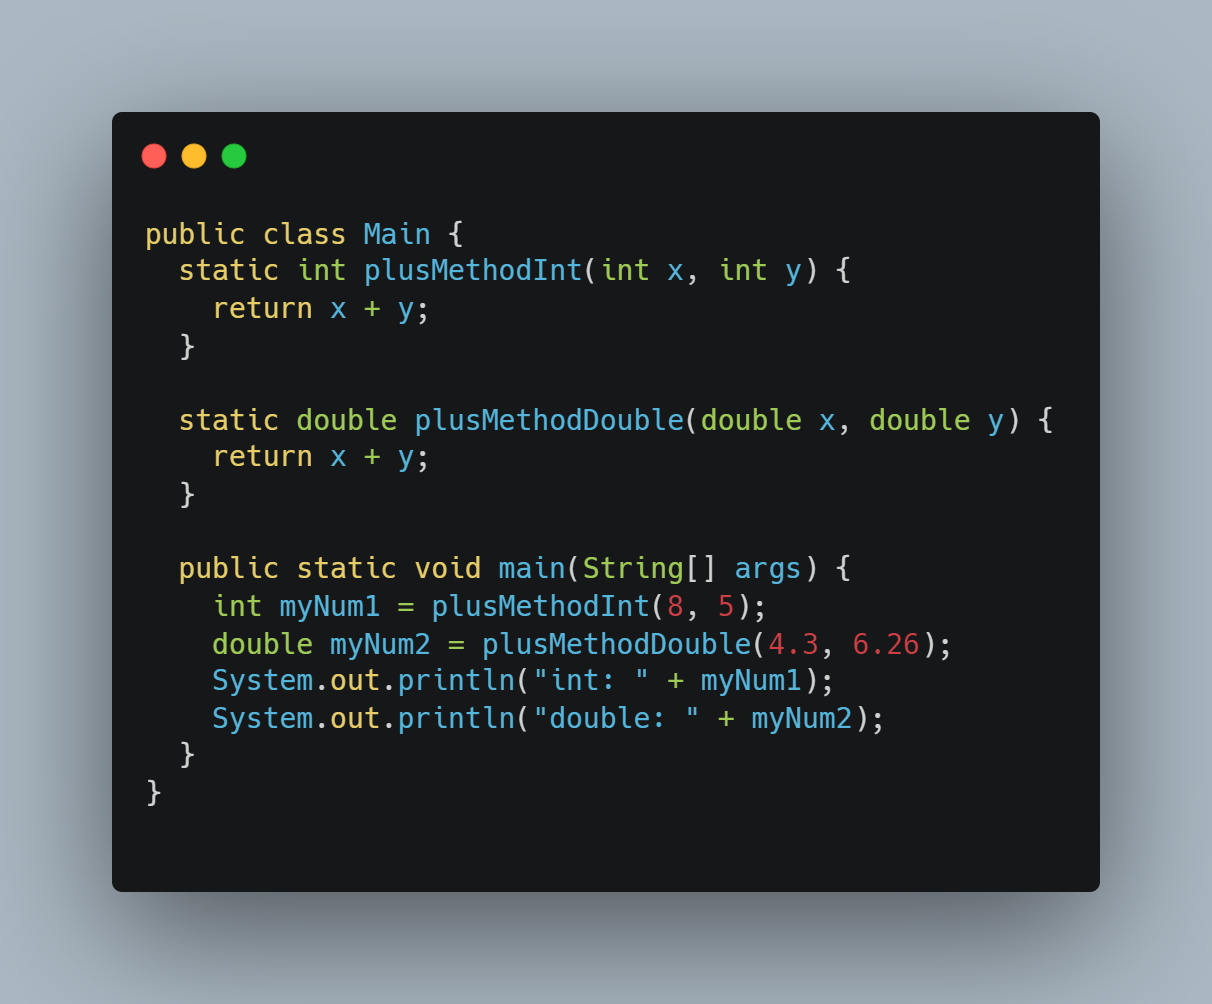 public class Main {
  static int plusMethodInt(int x, int y) {
    return x + y;
  }

  static double plusMethodDouble(double x, double y) {
    return x + y;
  }

  public static void main(String[] args) {
    int myNum1 = plusMethodInt(8, 5);
    double myNum2 = plusMethodDouble(4.3, 6.26);
    System.out.println("int: " + myNum1);
    System.out.println("double: " + myNum2);
  }
}